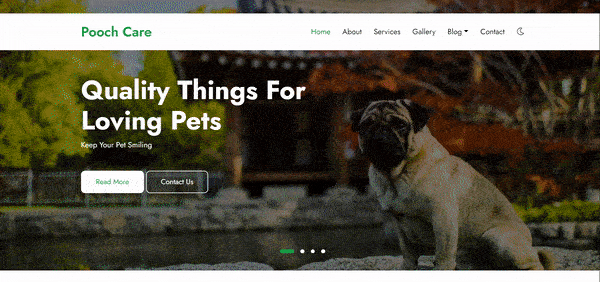 Pooch Care
Home About Services Gallery Blog Contact
Quality Things For
Loving Pets
Keep Your Pet Smiling
Read More Contact Us